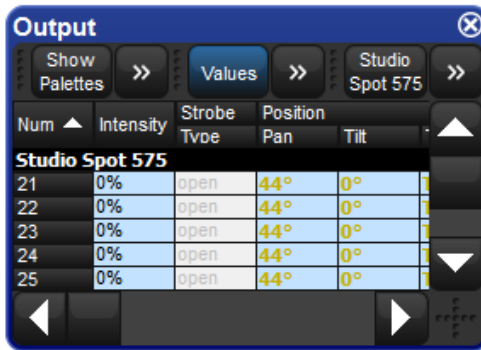 Output
Show Palettes » Values » Studio Spot 575 »
Num Intensity Strobe Position
Type Pan Tilt
Studio Spot 575
21 0% open 44° 0°
22 0% open 44° 0°
23 0% open 44° 0°
24 0% open 44° 0°
25 0% open 44° 0°